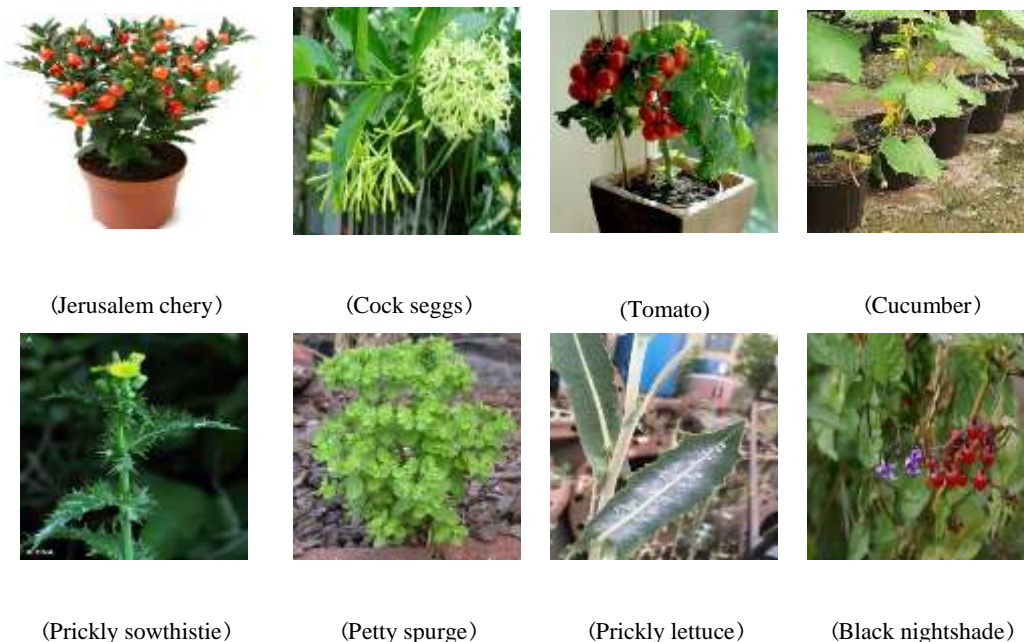 (Jerusalem chery)
(Cock seggs)
(Tomato)
(Cucumber)
(Prickly sowthistie)
(Petty spurge)
(Prickly lettuce)
(Black nightshade)